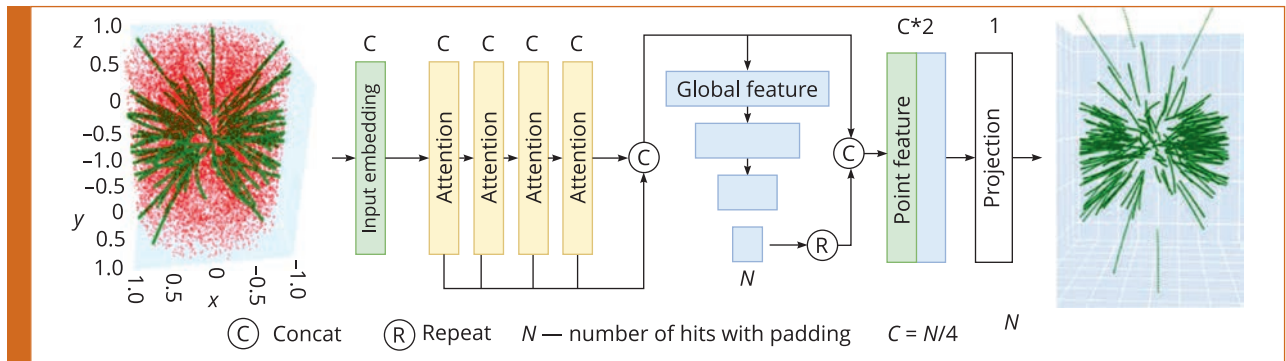 z
1.0
0.5
0
−0.5
−1.0
−0.5
y
0
0.5
1.0
1.0
0.5
0
−0.5
−1.0
x
C
Input embedding
C C C C
Attention
Attention
Attention
Attention
C
Global feature
N
R
C
C*2
Point feature
1
Projection
N
C Concat R Repeat N — number of hits with padding C = N/4